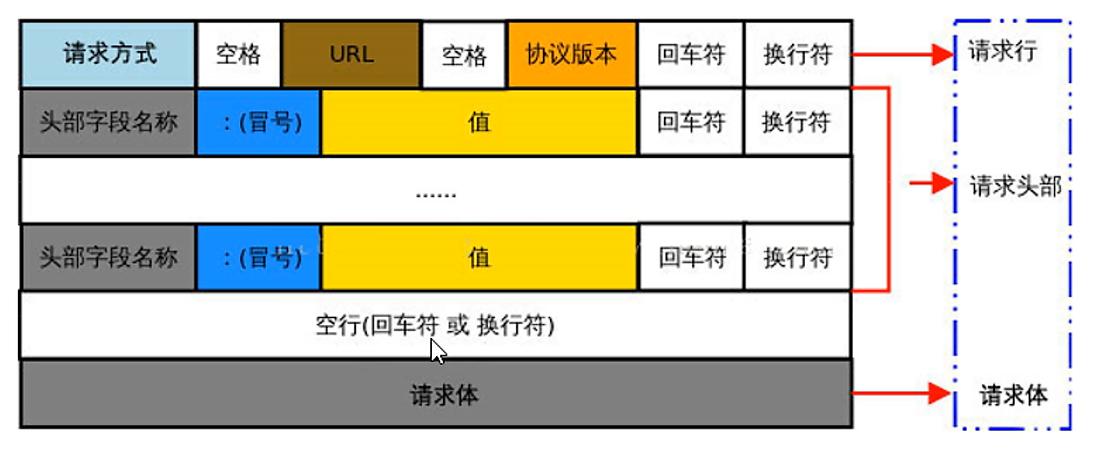 请求方式 空格 URL 空格 协议版本 回车符 换行符 请求行
头部字段名称 :(冒号) 值 回车符 换行符
请求头部
......
头部字段名称 :(冒号) 值 回车符 换行符
空行(回车符 或 换行符)
请求体 请求体